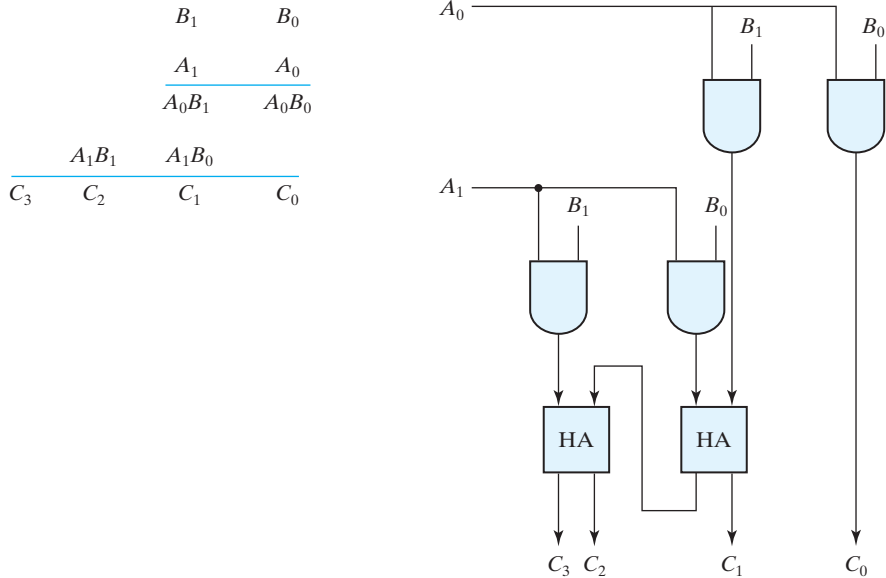 B₁ B₀
A₁ A₀
A₀B₁ A₀B₀
A₁B₁ A₁B₀
C₃ C₂ C₁ C₀
A₀
B₁ B₀
A₁
B₁ B₀
HA HA
C₃ C₂ C₁ C₀